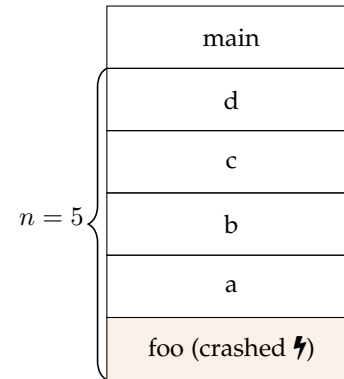 main
d
c
n = 5
b
a
foo (crashed ⚡)